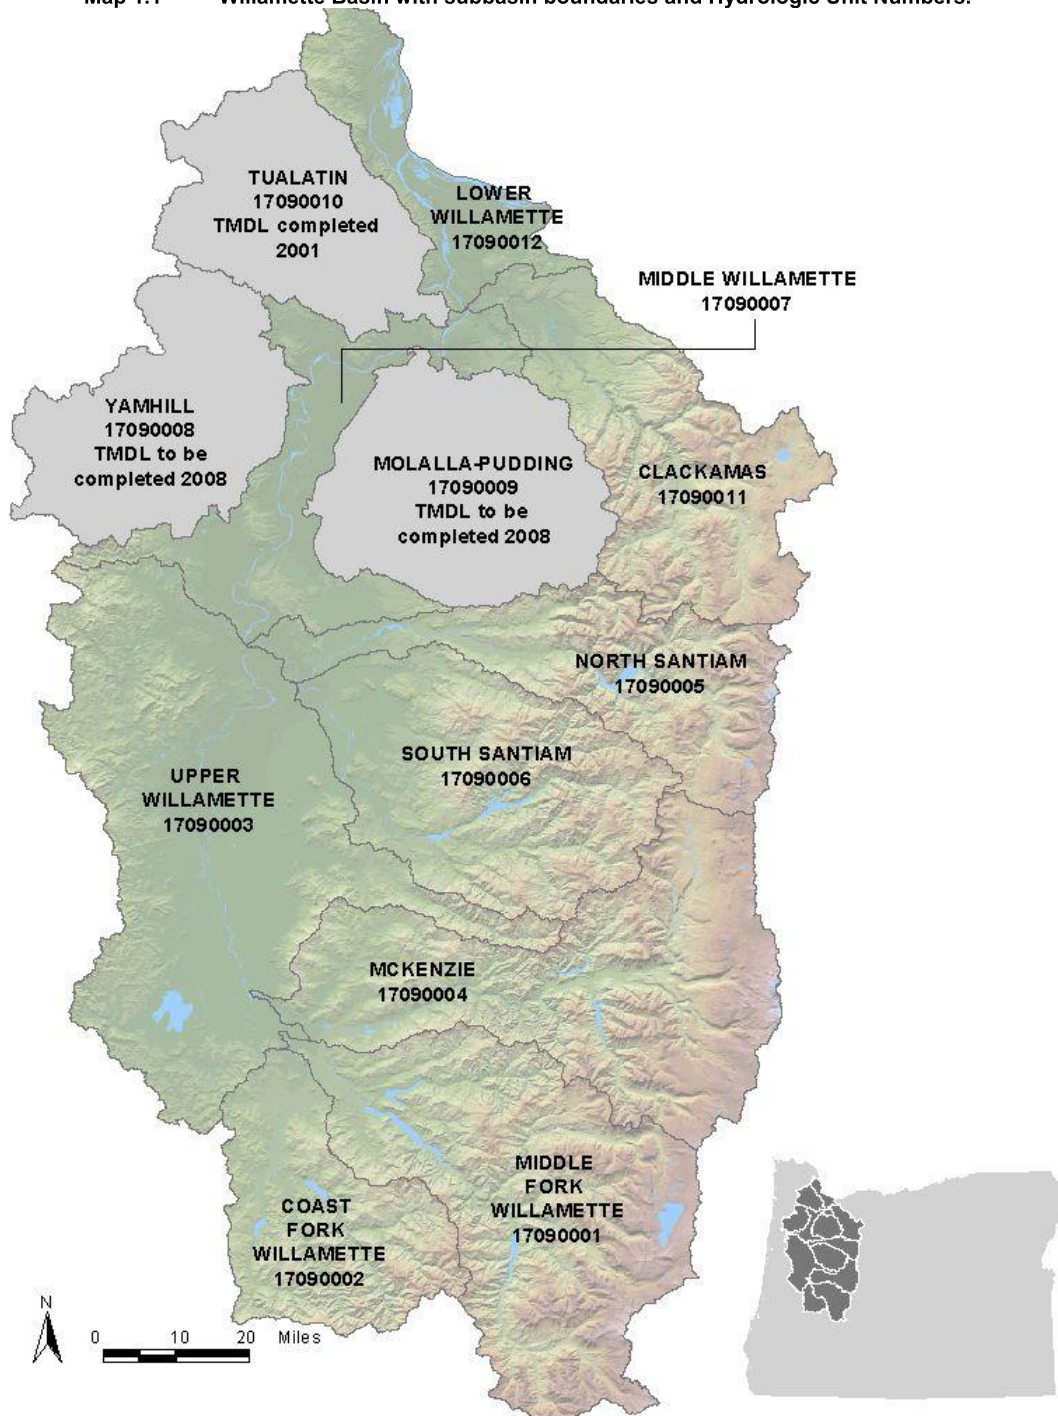 Map 1.1 Willamette Basin with subbasin boundaries and Hydrologic Unit Numbers.
TUALATIN
17090010
TMDL completed
2001
LOWER
WILLAMETTE
17090012
MIDDLE WILLAMETTE
17090007
YAMHILL
17090008
TMDL to be
completed 2008
MOLALLA-PUDDING
17090009
TMDL to be
completed 2008
CLACKAMAS
17090011
NORTH SANTIAM
17090005
SOUTH SANTIAM
17090006
UPPER
WILLAMETTE
17090003
MCKENZIE
17090004
MIDDLE
FORK
WILLAMETTE
17090001
COAST
FORK
WILLAMETTE
17090002
N
0 10 20 Miles